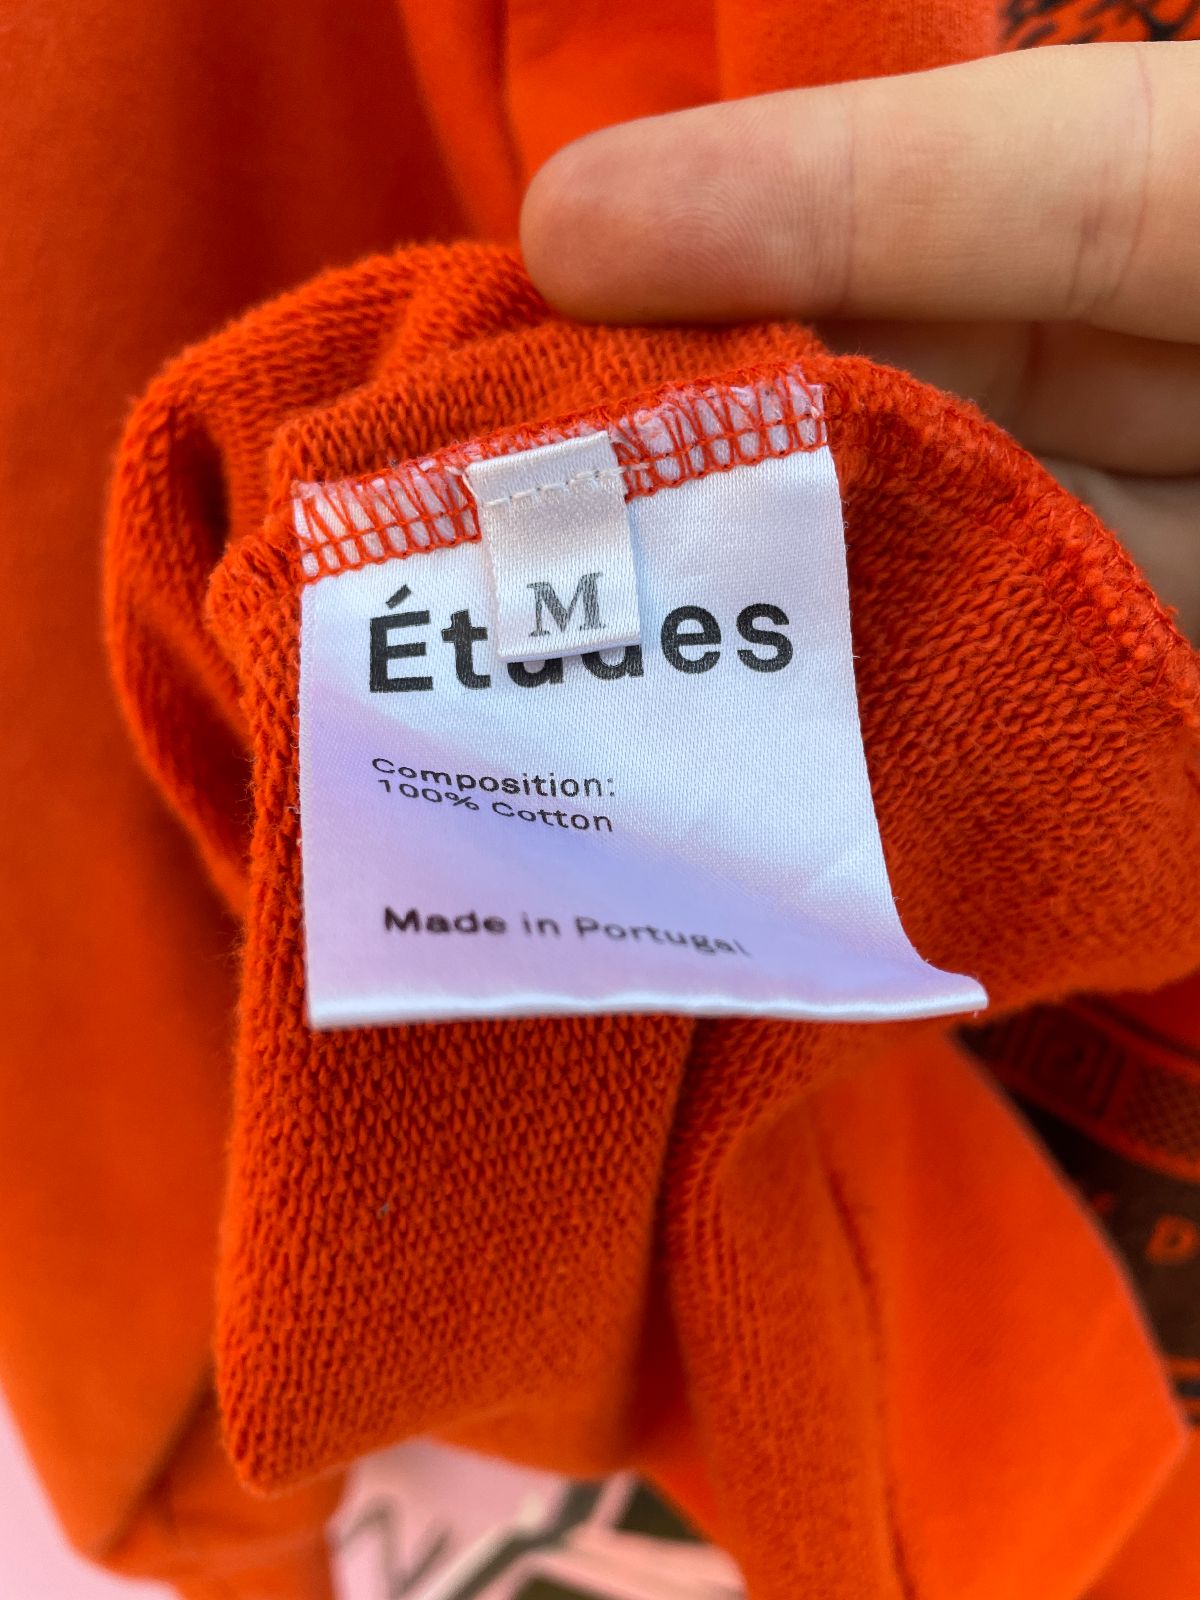 M
Études
Composition:
100% Cotton
Made in Portugal
D